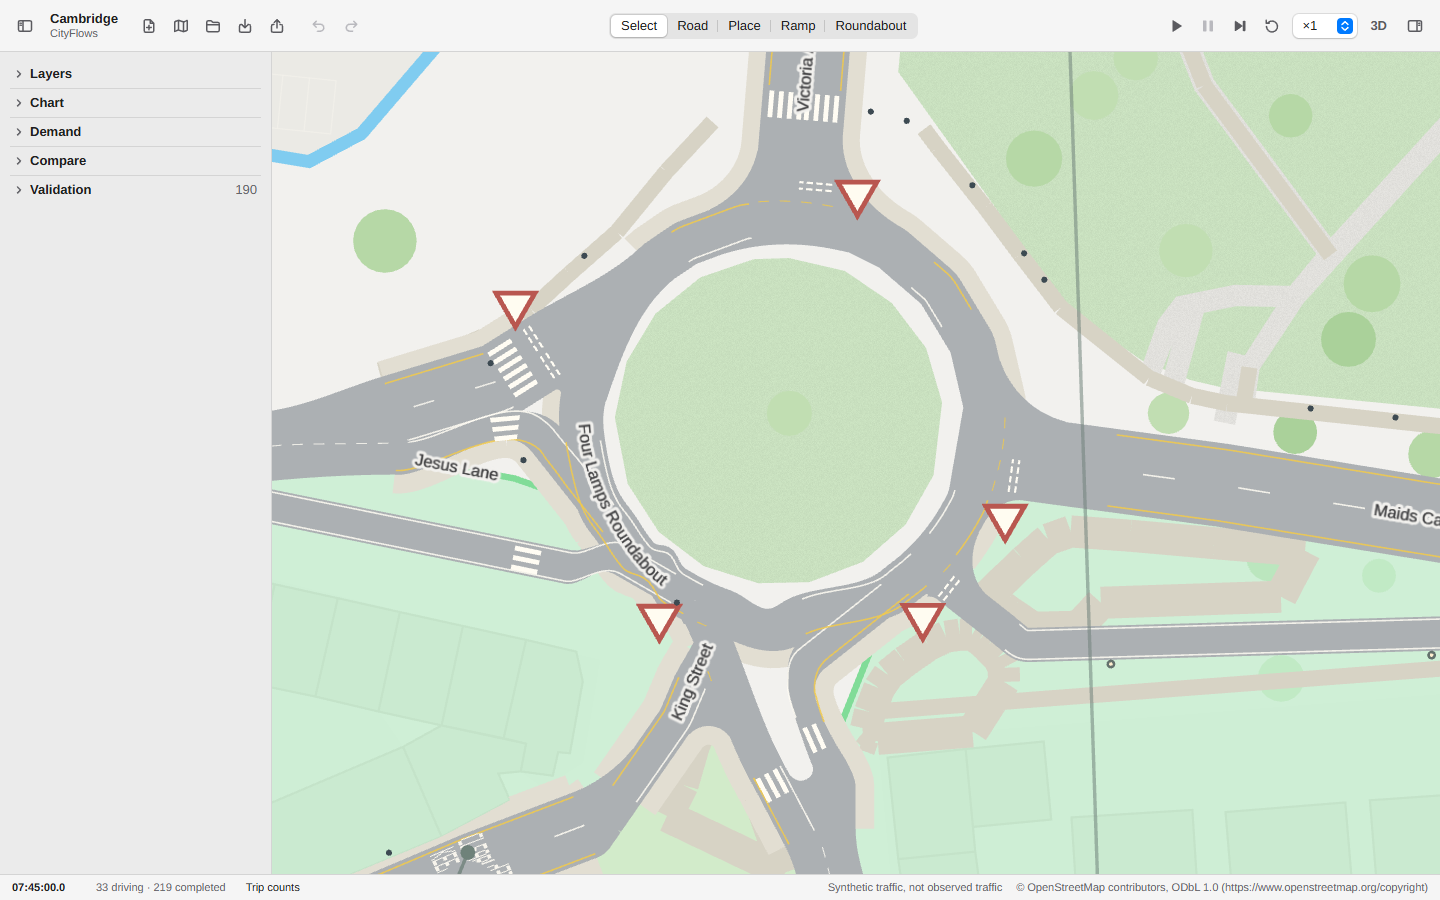 Cambridge
CityFlows
Select
Road
Place
Ramp
Roundabout
×1
3D
Layers
Chart
Demand
Compare
Validation 190
Victoria
Jesus Lane
Four Lamps Roundabout
King Street
Maids Ca
07:45:00.0
33 driving · 219 completed
Trip counts
Synthetic traffic, not observed traffic
© OpenStreetMap contributors, ODbL 1.0 (https://www.openstreetmap.org/copyright)